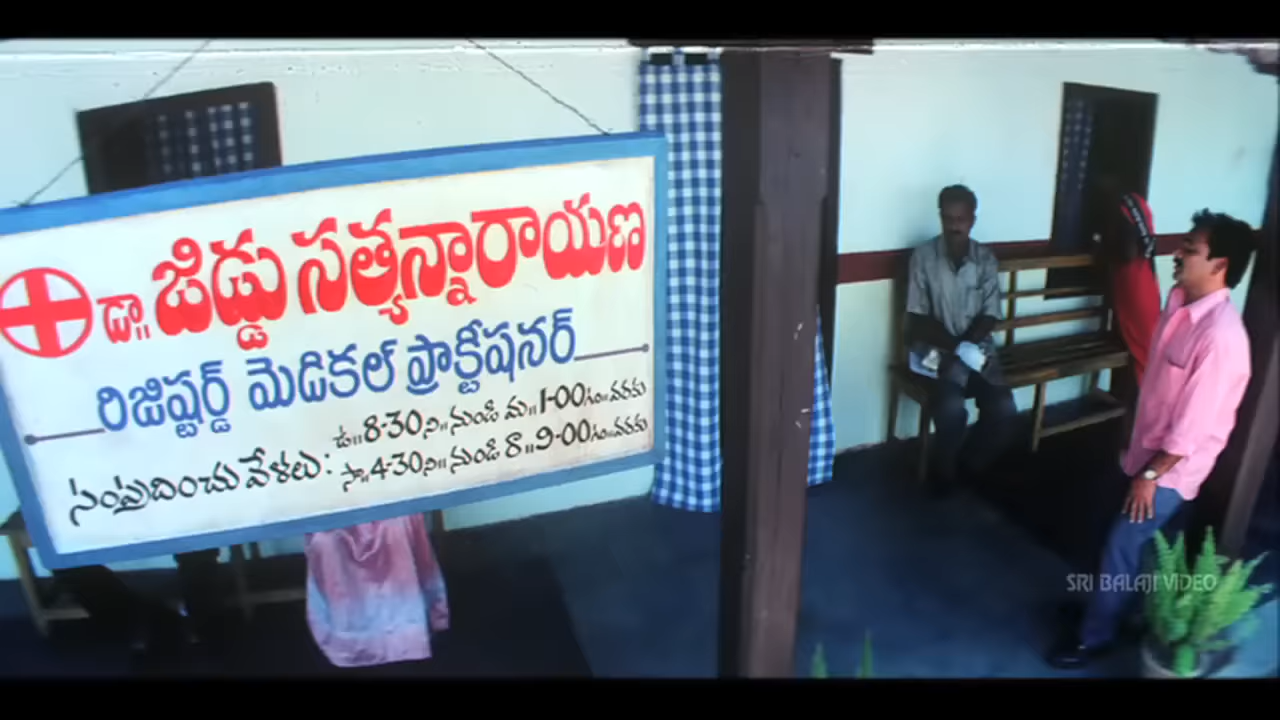 డా॥ జిడ్డు సత్యన్నారాయణ
రిజిష్టర్డ్ మెడికల్ ప్రాక్టీషనర్
సంప్రదించు వేళలు : ఉ॥ 8-30ని॥నుండి మ॥1-00గం॥వరకు
సా॥4-30ని॥నుండి రా॥9-00గం॥వరకు
SRI BALAJI VIDEO